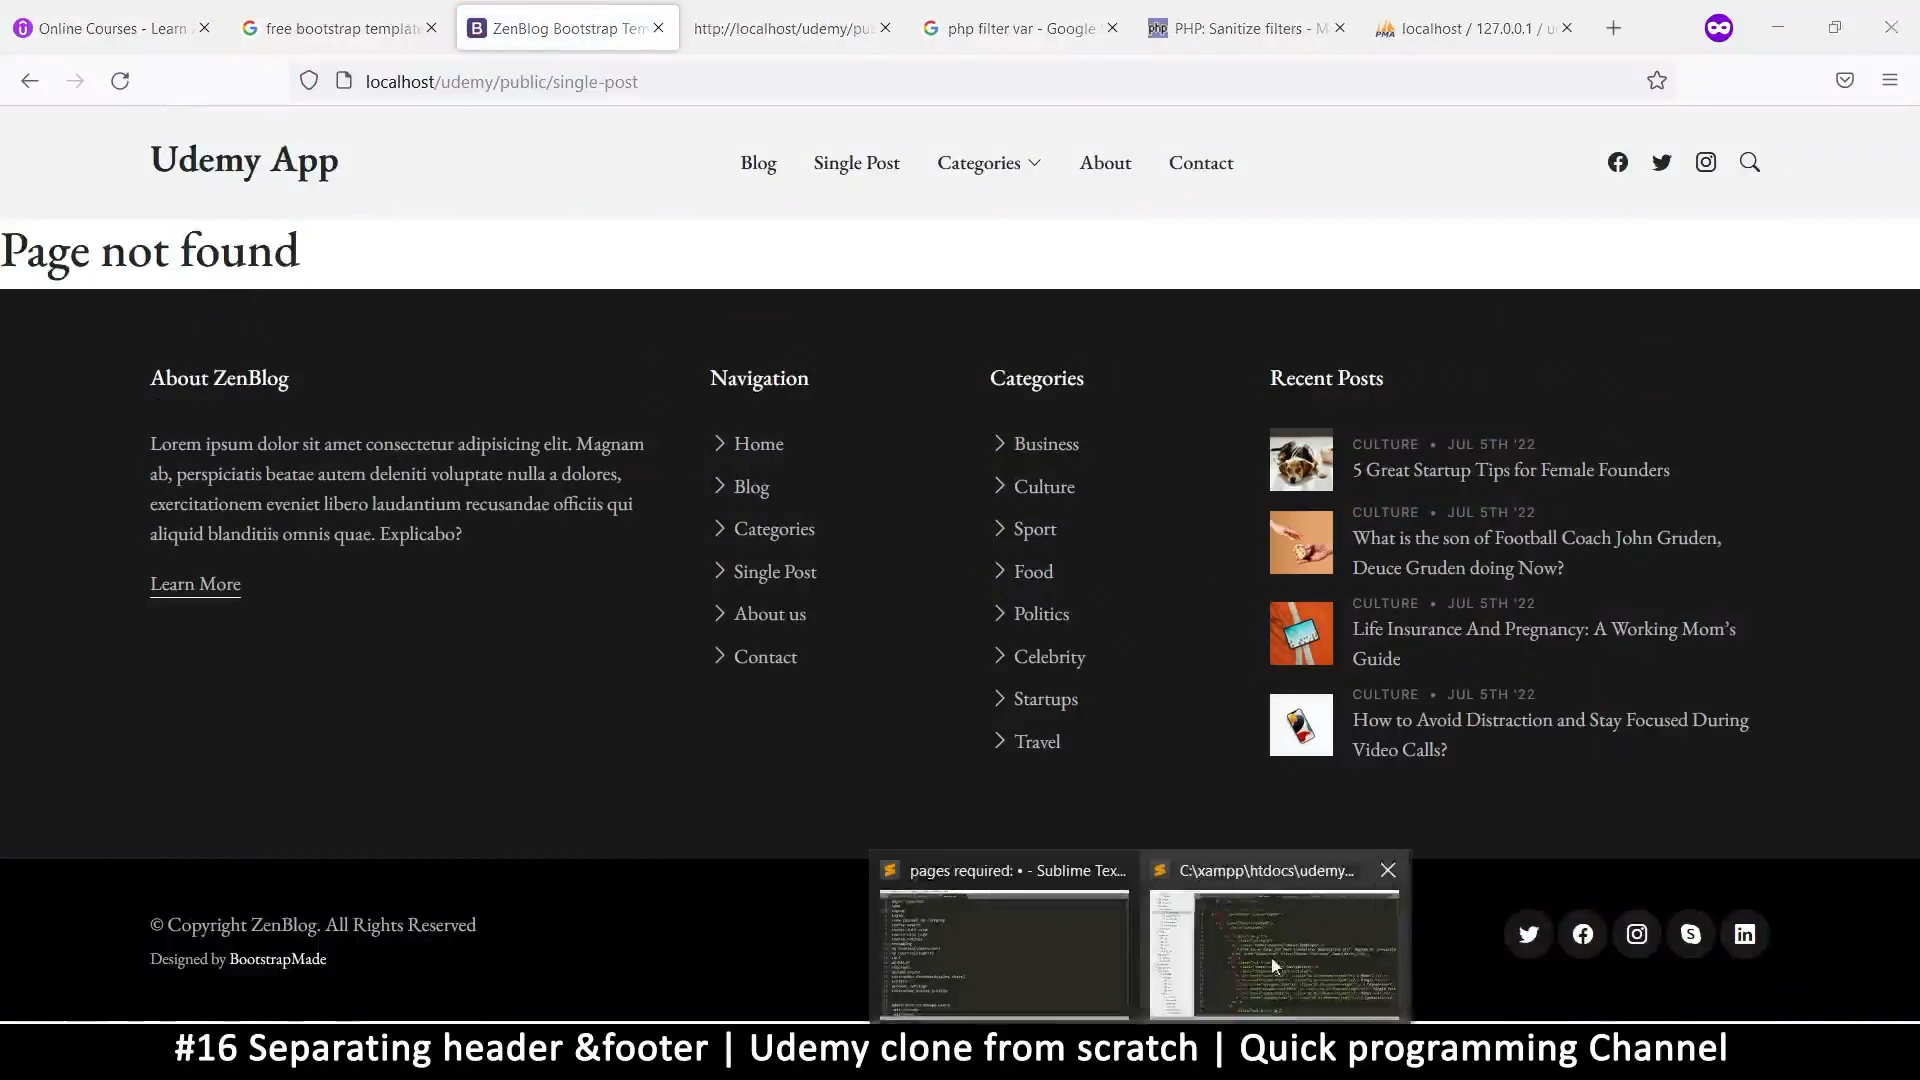 Online Courses - Learn
free bootstrap template
ZenBlog Bootstrap Tem
http://localhost/udemy/pu
php filter var - Google
PHP: Sanitize filters - M
localhost / 127.0.0.1 / u
localhost/udemy/public/single-post
Udemy App
Blog
Single Post
Categories
About
Contact
Page not found
About ZenBlog
Lorem ipsum dolor sit amet consectetur adipisicing elit. Magnam
ab, perspiciatis beatae autem deleniti voluptate nulla a dolores,
exercitationem eveniet libero laudantium recusandae officiis qui
aliquid blanditiis omnis quae. Explicabo?
Learn More
Navigation
Home
Blog
Categories
Single Post
About us
Contact
Categories
Business
Culture
Sport
Food
Politics
Celebrity
Startups
Travel
Recent Posts
CULTURE • JUL 5TH '22
5 Great Startup Tips for Female Founders
CULTURE • JUL 5TH '22
What is the son of Football Coach John Gruden,
Deuce Gruden doing Now?
CULTURE • JUL 5TH '22
Life Insurance And Pregnancy: A Working Mom’s
Guide
CULTURE • JUL 5TH '22
How to Avoid Distraction and Stay Focused During
Video Calls?
pages required: • - Sublime Tex...
C:\xampp\htdocs\udemy...
© Copyright ZenBlog. All Rights Reserved
Designed by BootstrapMade
#16 Separating header &footer | Udemy clone from scratch | Quick programming Channel